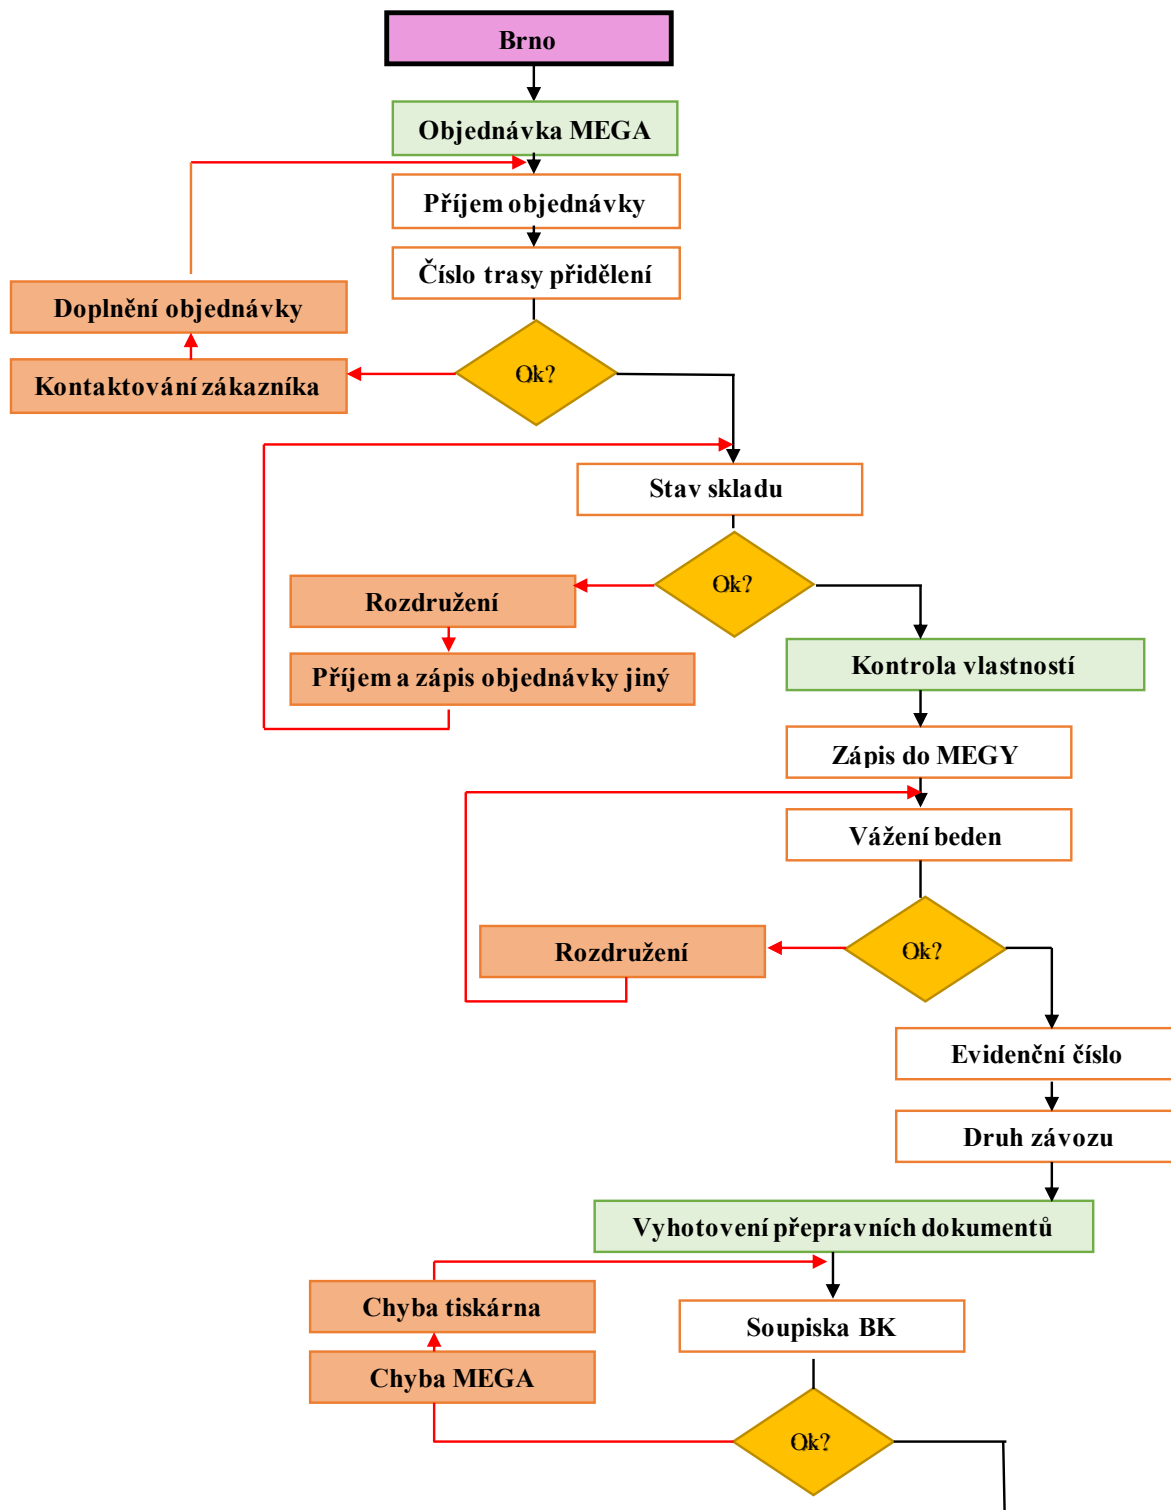 Brno
Objednávka MEGA
Příjem objednávky
Číslo trasy přidělení
Doplnění objednávky
Kontaktování zákazníka
Ok?
Stav skladu
Ok?
Rozdružení
Kontrola vlastností
Příjem a zápis objednávky jiný
Zápis do MEGY
Vážení beden
Rozdružení
Ok?
Evidenční číslo
Druh závozu
Vyhotovení přepravních dokumentů
Chyba tiskárna
Soupiska BK
Chyba MEGA
Ok?